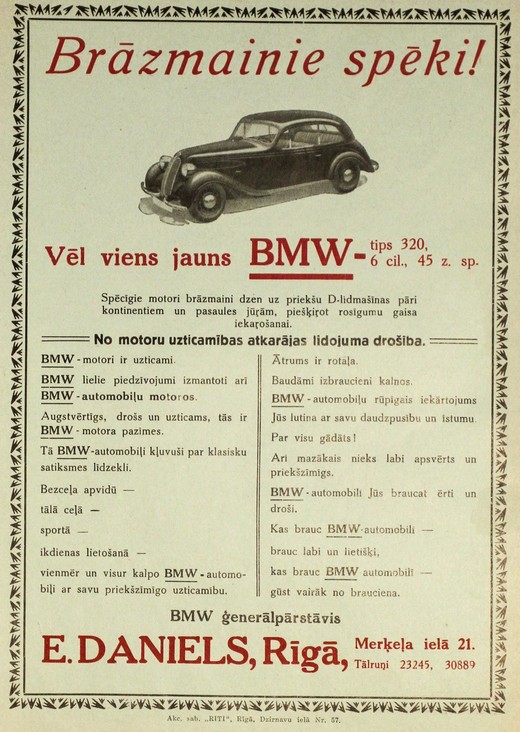 Brāzmainie spēki!
Vēl viens jauns BMW- tips 320,
6 cil., 45 z. sp.
Spēcīgie motori brāzmaini dzen uz priekšu D-lidmašīnas pāri
kontinentiem un pasaules jūŗām, piešķirot rosīgumu gaisa
iekaŗošanai.
No motoru uzticamības atkarājas lidojuma drošība.
BMW - motori ir uzticami.
BMW lielie piedzīvojumi izmantoti arī
BMW - automobiļu motoros.
Augstvērtīgs, drošs un uzticams, tās ir
BMW - motora pazīmes.
Tā BMW-automobiļi kļuvuši par klasisku
satiksmes līdzekli.
Bezceļa apvidū —
tālā ceļā —
sportā —
ikdienas lietošanā —
vienmēr un visur kalpo BMW - automo-
biļi ar savu priekšzīmīgo uzticamību.
Ātrums ir rotaļa.
Baudāmi izbraucieni kalnos.
BMW - automobiļu rūpīgais iekārtojums
Jūs lutina ar savu daudzpusību un īstumu.
Par visu gādāts!
Arī mazākais nieks labi apsvērts un
priekšzīmīgs.
BMW - automobilī Jūs braucat ērti un
droši.
Kas brauc BMW-automobilī —
brauc labi un lietišķi,
kas brauc BMW automobilī —
gūst vairāk no brauciena.
BMW ģenerālpārstāvis
E. DANIELS, Rīgā, Merķeļa ielā 21.
Tālruņi 23245, 30889
Akc. sab. „RITI", Rīgā, Dzirnavu ielā Nr. 57.